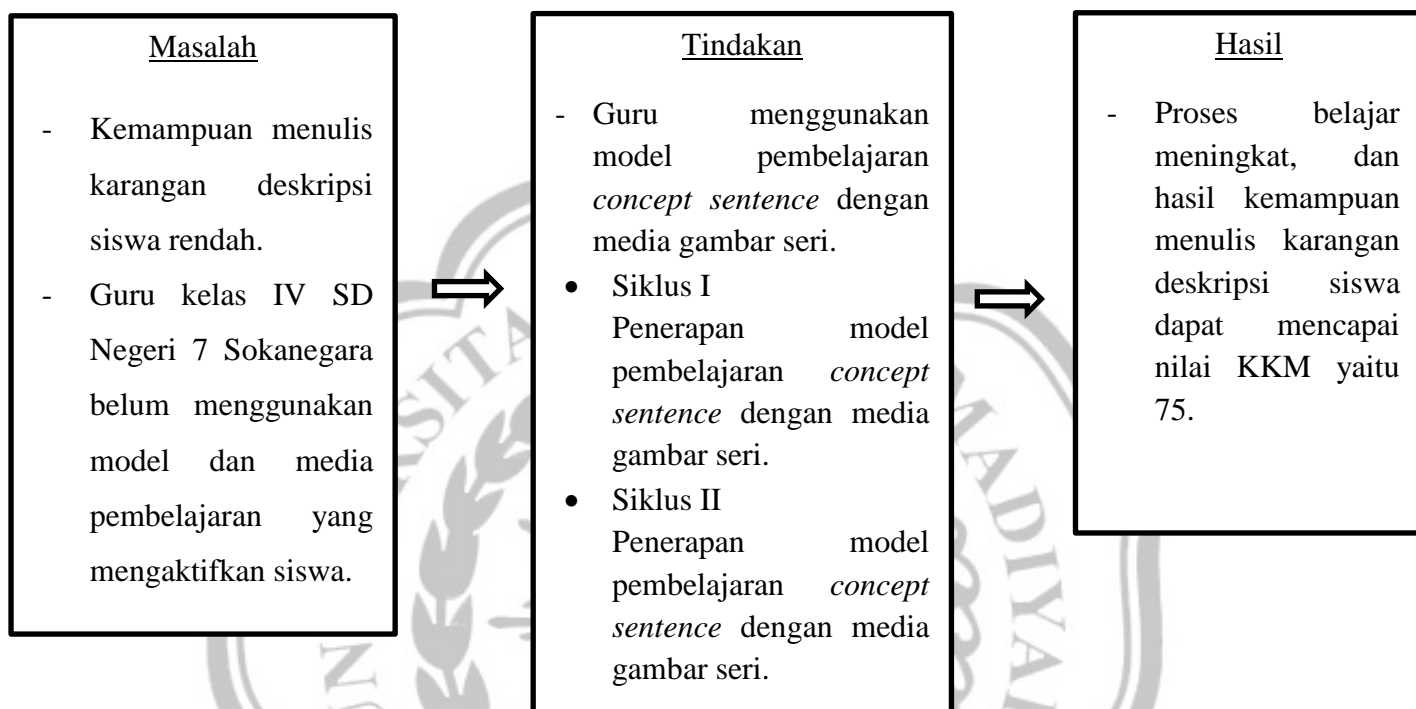 Masalah
- Kemampuan menulis
karangan deskripsi
siswa rendah.
- Guru kelas IV SD
Negeri 7 Sokanegara
belum menggunakan
model dan media
pembelajaran yang
mengaktifkan siswa.
Tindakan
- Guru menggunakan
model pembelajaran
concept sentence dengan
media gambar seri.
• Siklus I
Penerapan model
pembelajaran concept
sentence dengan media
gambar seri.
• Siklus II
Penerapan model
pembelajaran concept
sentence dengan media
gambar seri.
Hasil
- Proses belajar
meningkat, dan
hasil kemampuan
menulis karangan
deskripsi siswa
dapat mencapai
nilai KKM yaitu
75.